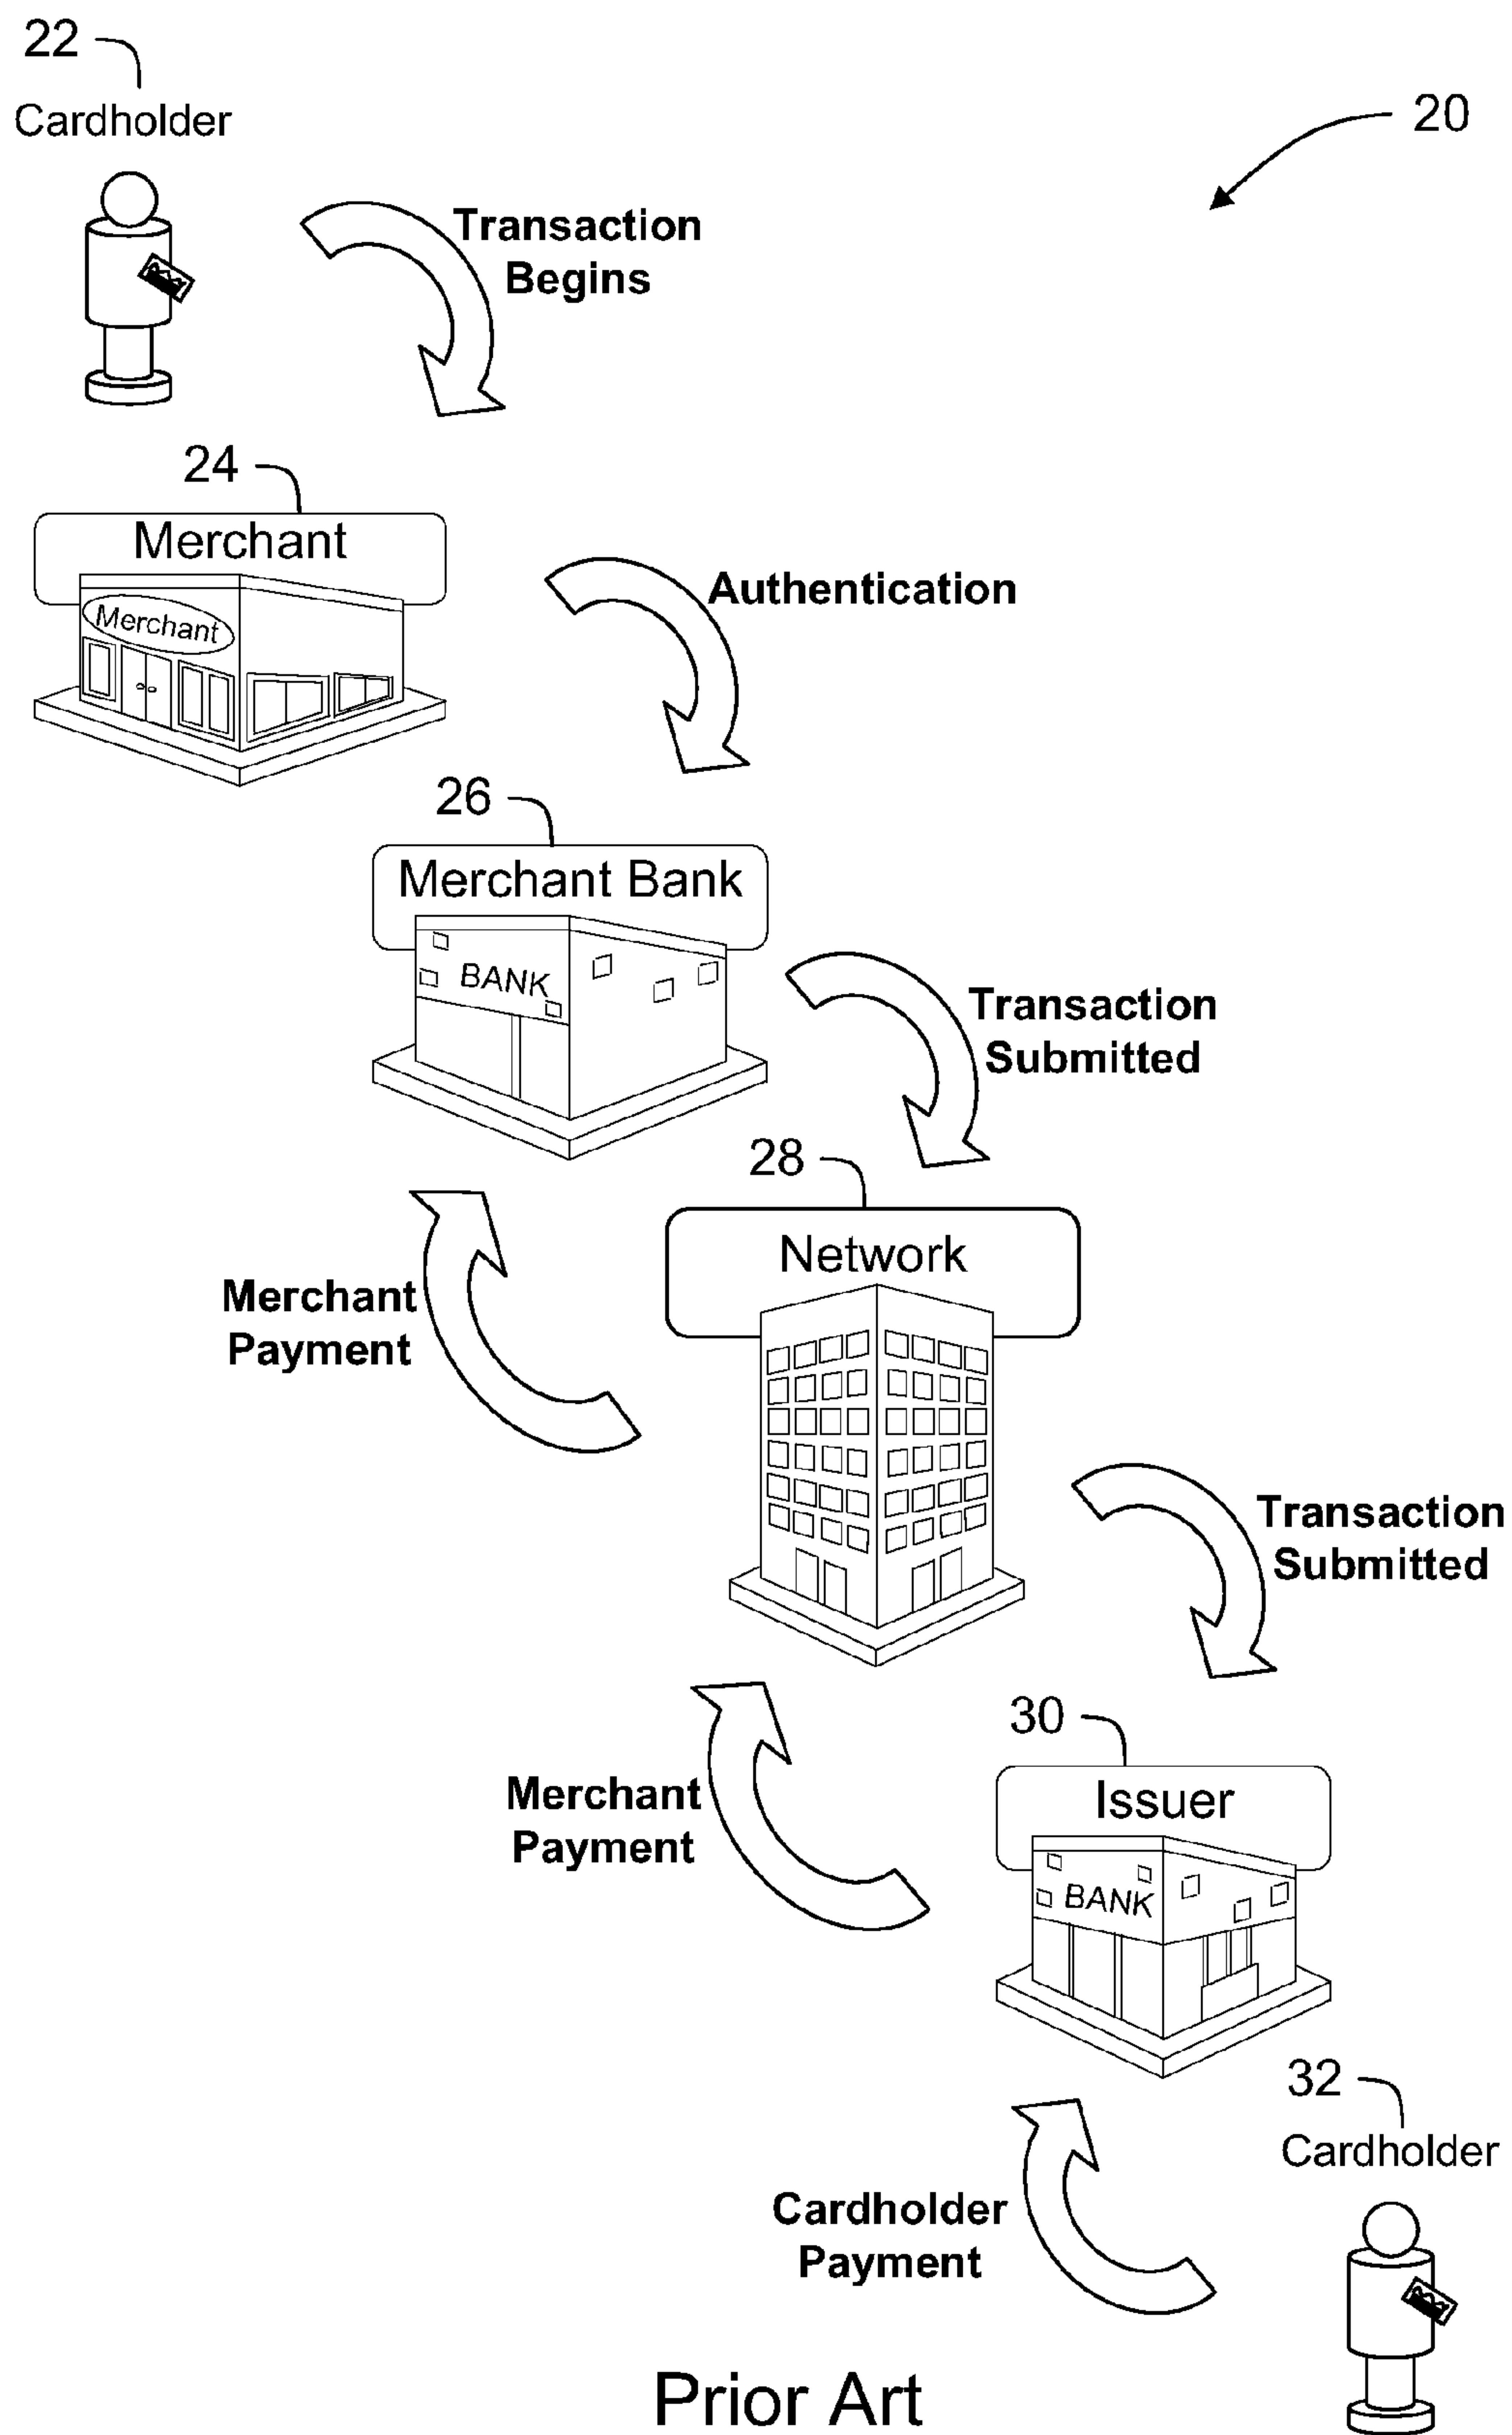 22
Cardholder
20
Transaction
Begins
24
Merchant
Merchant
Authentication
26
Merchant Bank
BANK
Transaction
Submitted
28
Network
Merchant
Payment
Transaction
Submitted
30
Issuer
BANK
Merchant
Payment
32
Cardholder
Cardholder
Payment
Prior Art